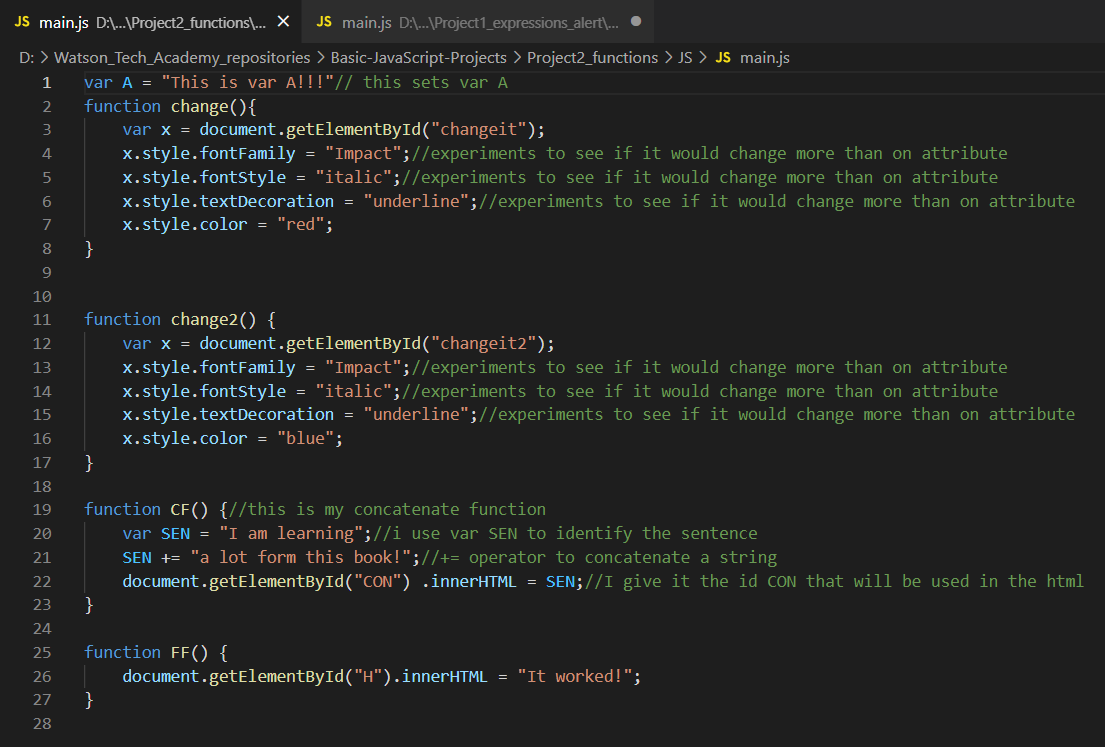 JS main.js D:\...\Project2_functions\... JS main.js D:\...\Project1_expressions_alert\...
D: > Watson_Tech_Academy_repositories > Basic-JavaScript-Projects > Project2_functions > JS > JS main.js
1 var A = "This is var A!!!"// this sets var A
2 function change(){
3 var x = document.getElementById("changeit");
4 x.style.fontFamily = "Impact";//experiments to see if it would change more than on attribute
5 x.style.fontStyle = "italic";//experiments to see if it would change more than on attribute
6 x.style.textDecoration = "underline";//experiments to see if it would change more than on attribute
7 x.style.color = "red";
8 }
9
10
11 function change2() {
12 var x = document.getElementById("changeit2");
13 x.style.fontFamily = "Impact";//experiments to see if it would change more than on attribute
14 x.style.fontStyle = "italic";//experiments to see if it would change more than on attribute
15 x.style.textDecoration = "underline";//experiments to see if it would change more than on attribute
16 x.style.color = "blue";
17 }
18
19 function CF() {//this is my concatenate function
20 var SEN = "I am learning";//i use var SEN to identify the sentence
21 SEN += "a lot form this book!";//+= operator to concatenate a string
22 document.getElementById("CON") .innerHTML = SEN;//I give it the id CON that will be used in the html
23 }
24
25 function FF() {
26 document.getElementById("H").innerHTML = "It worked!";
27 }
28